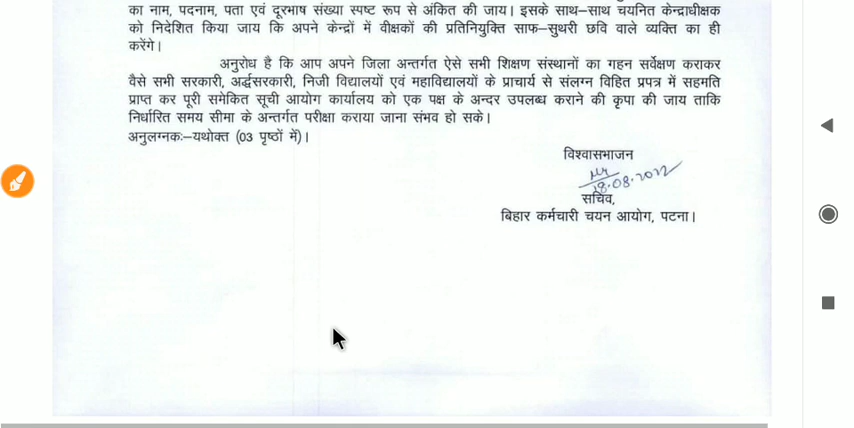 का नाम, पदनाम, पता एवं दूरभाष संख्या स्पष्ट रूप से अंकित की जाय। इसके साथ–साथ चयनित केन्द्राधीक्षक
को निदेशित किया जाय कि अपने केन्द्रों में वीक्षकों की प्रतिनियुक्ति साफ–सुथरी छवि वाले व्यक्ति का ही
करेंगे।
अनुरोध है कि आप अपने जिला अन्तर्गत ऐसे सभी शिक्षण संस्थानों का गहन सर्वेक्षण कराकर
वैसे सभी सरकारी, अर्द्धसरकारी, निजी विद्यालयों एवं महाविद्यालयों के प्राचार्य से संलग्न विहित प्रपत्र में सहमति
प्राप्त कर पूरी समेकित सूची आयोग कार्यालय को एक पक्ष के अन्दर उपलब्ध कराने की कृपा की जाय ताकि
निर्धारित समय सीमा के अन्तर्गत परीक्षा कराया जाना संभव हो सके।
अनुलग्नकः–यथोक्त (03 पृष्ठों में)।
विश्वासभाजन
18.08.2022
सचिव,
बिहार कर्मचारी चयन आयोग, पटना।